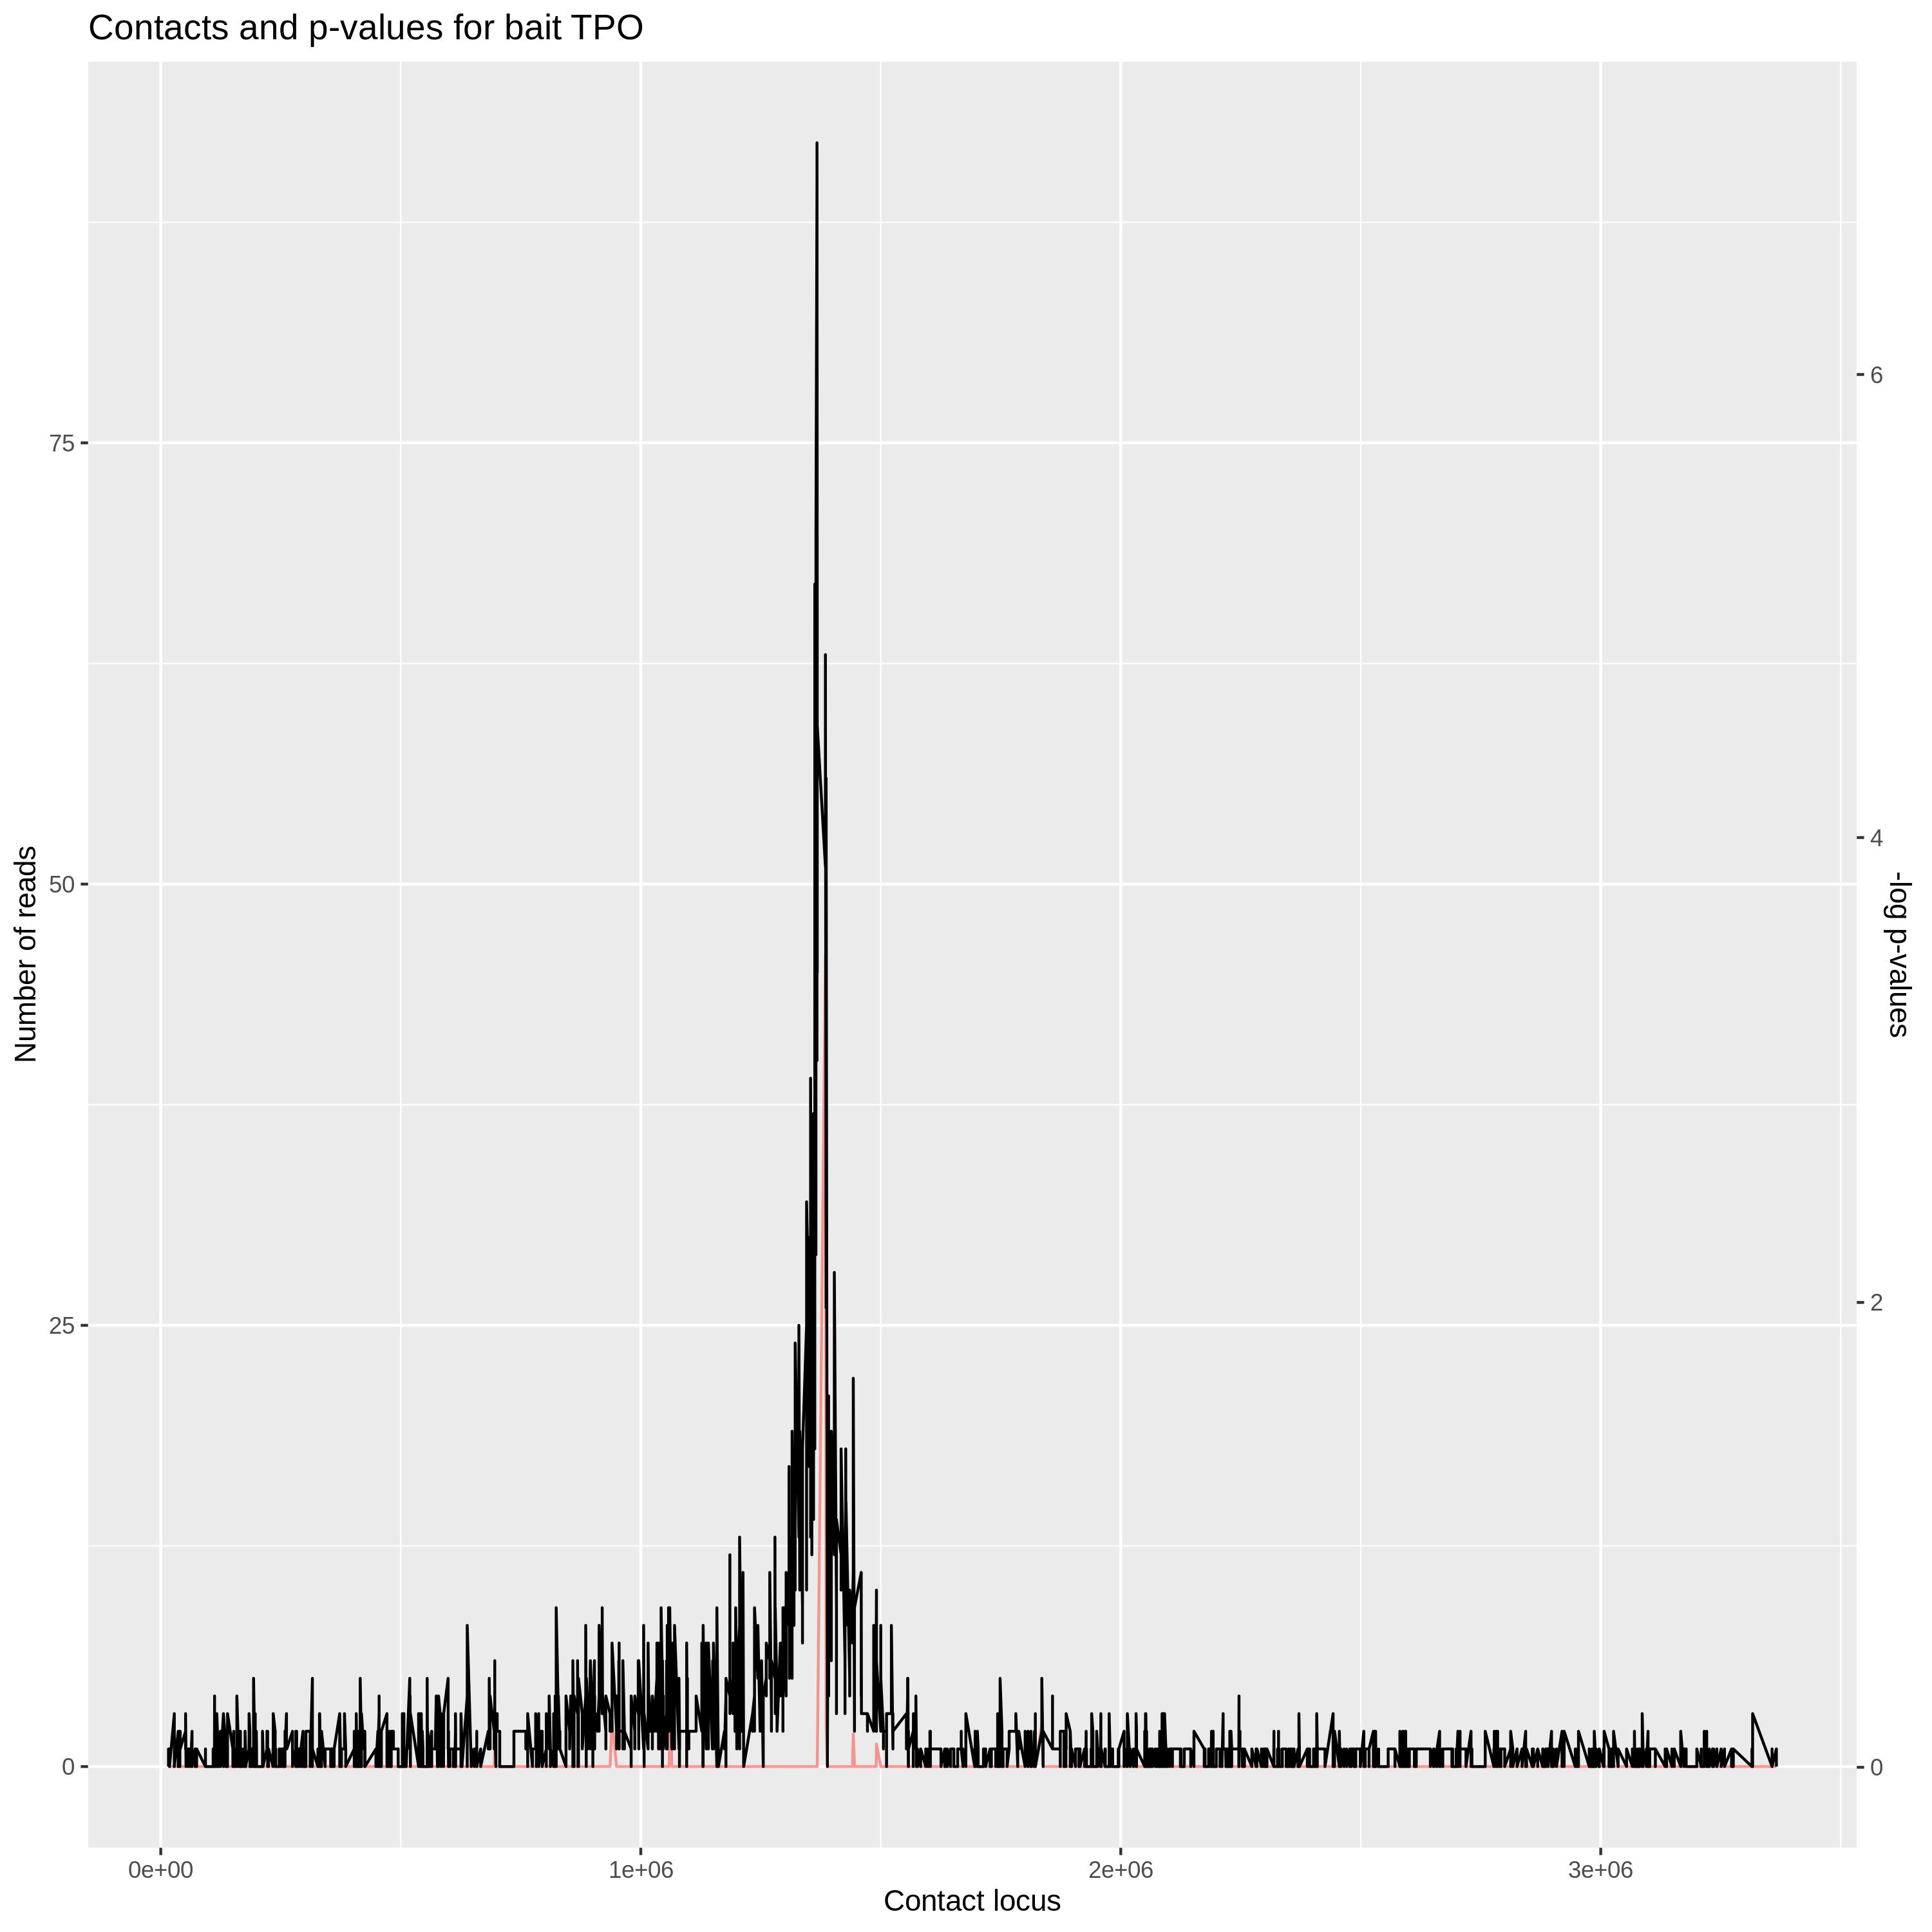 Contacts and p-values for bait TPO
75
50
25
0
Number of reads
6
4
2
0
-log p-values
0e+00
1e+06
2e+06
3e+06
Contact locus